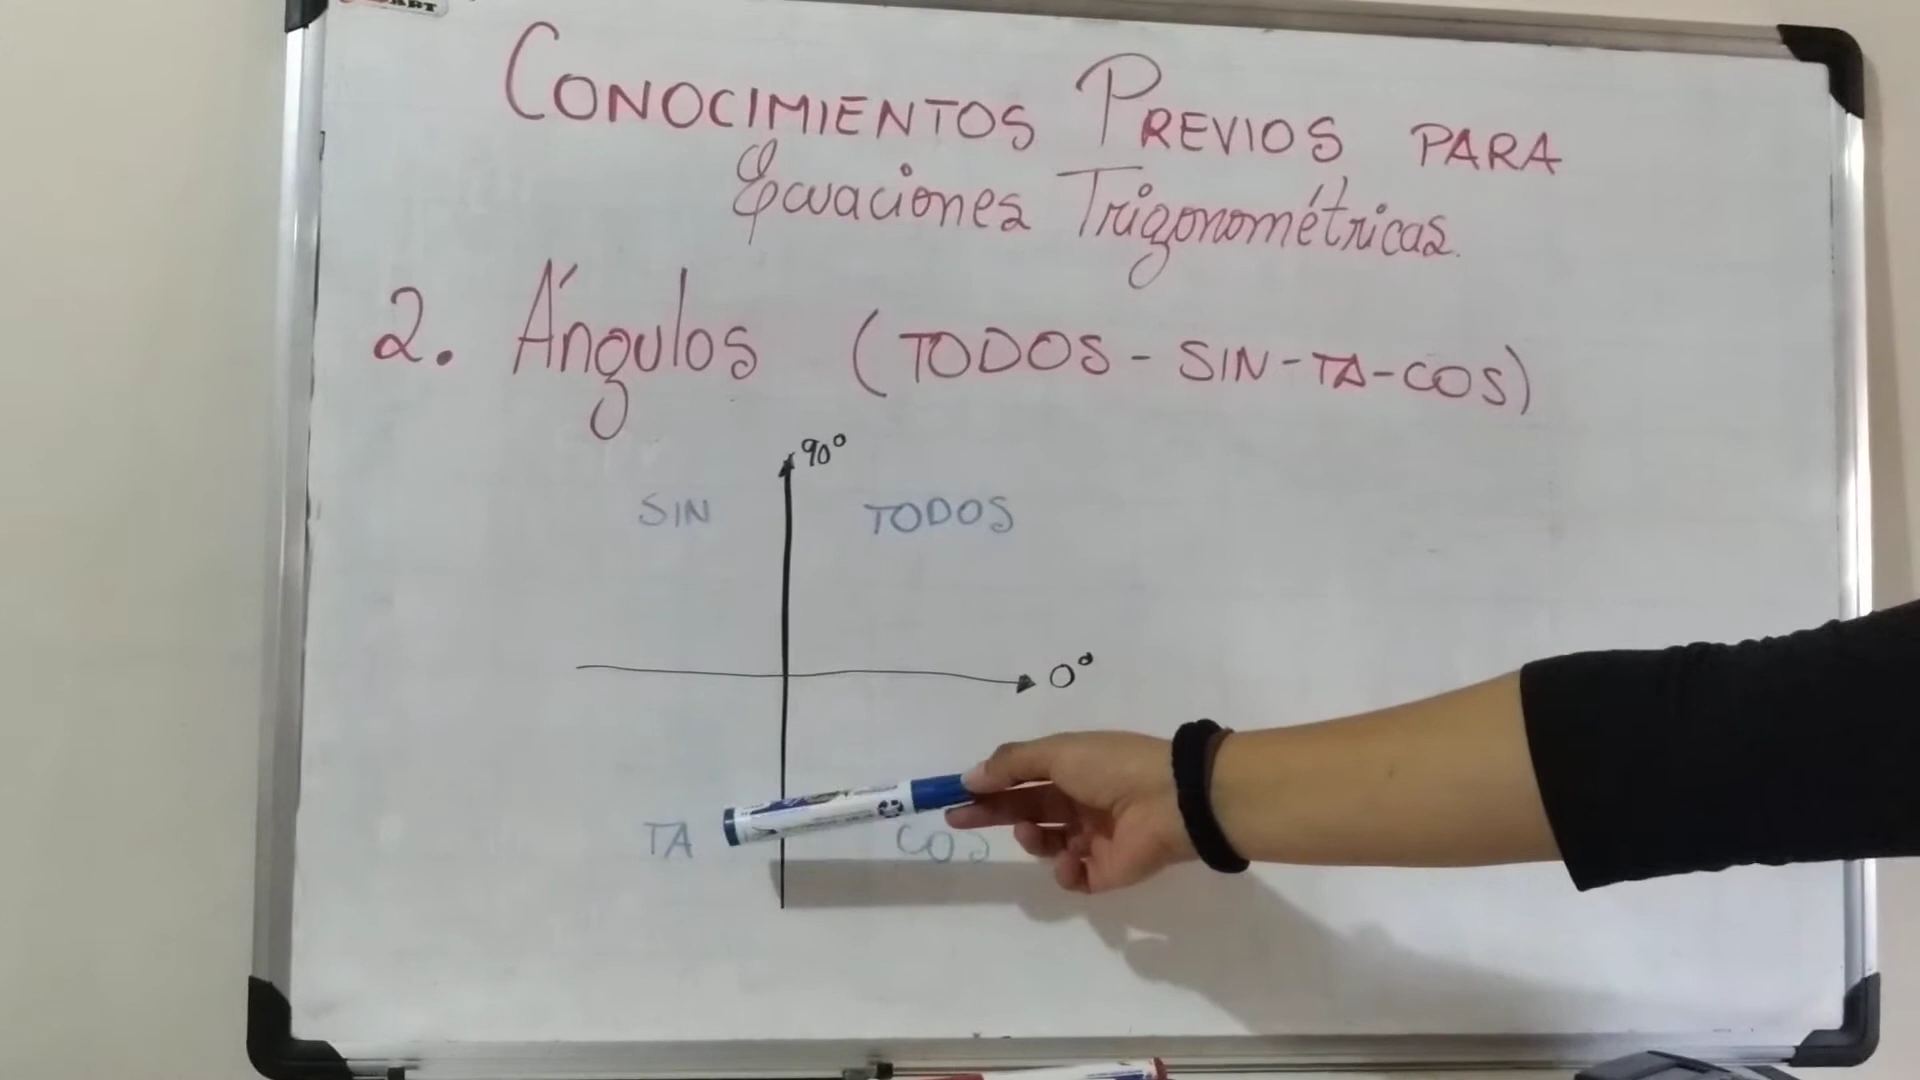 CONOCIMIENTOS PREVIOS PARA
Ecuaciones Trigonométricas.
2. Ángulos (TODOS - SIN - TA - COS)
90°
SIN TODOS
0°
TA COS